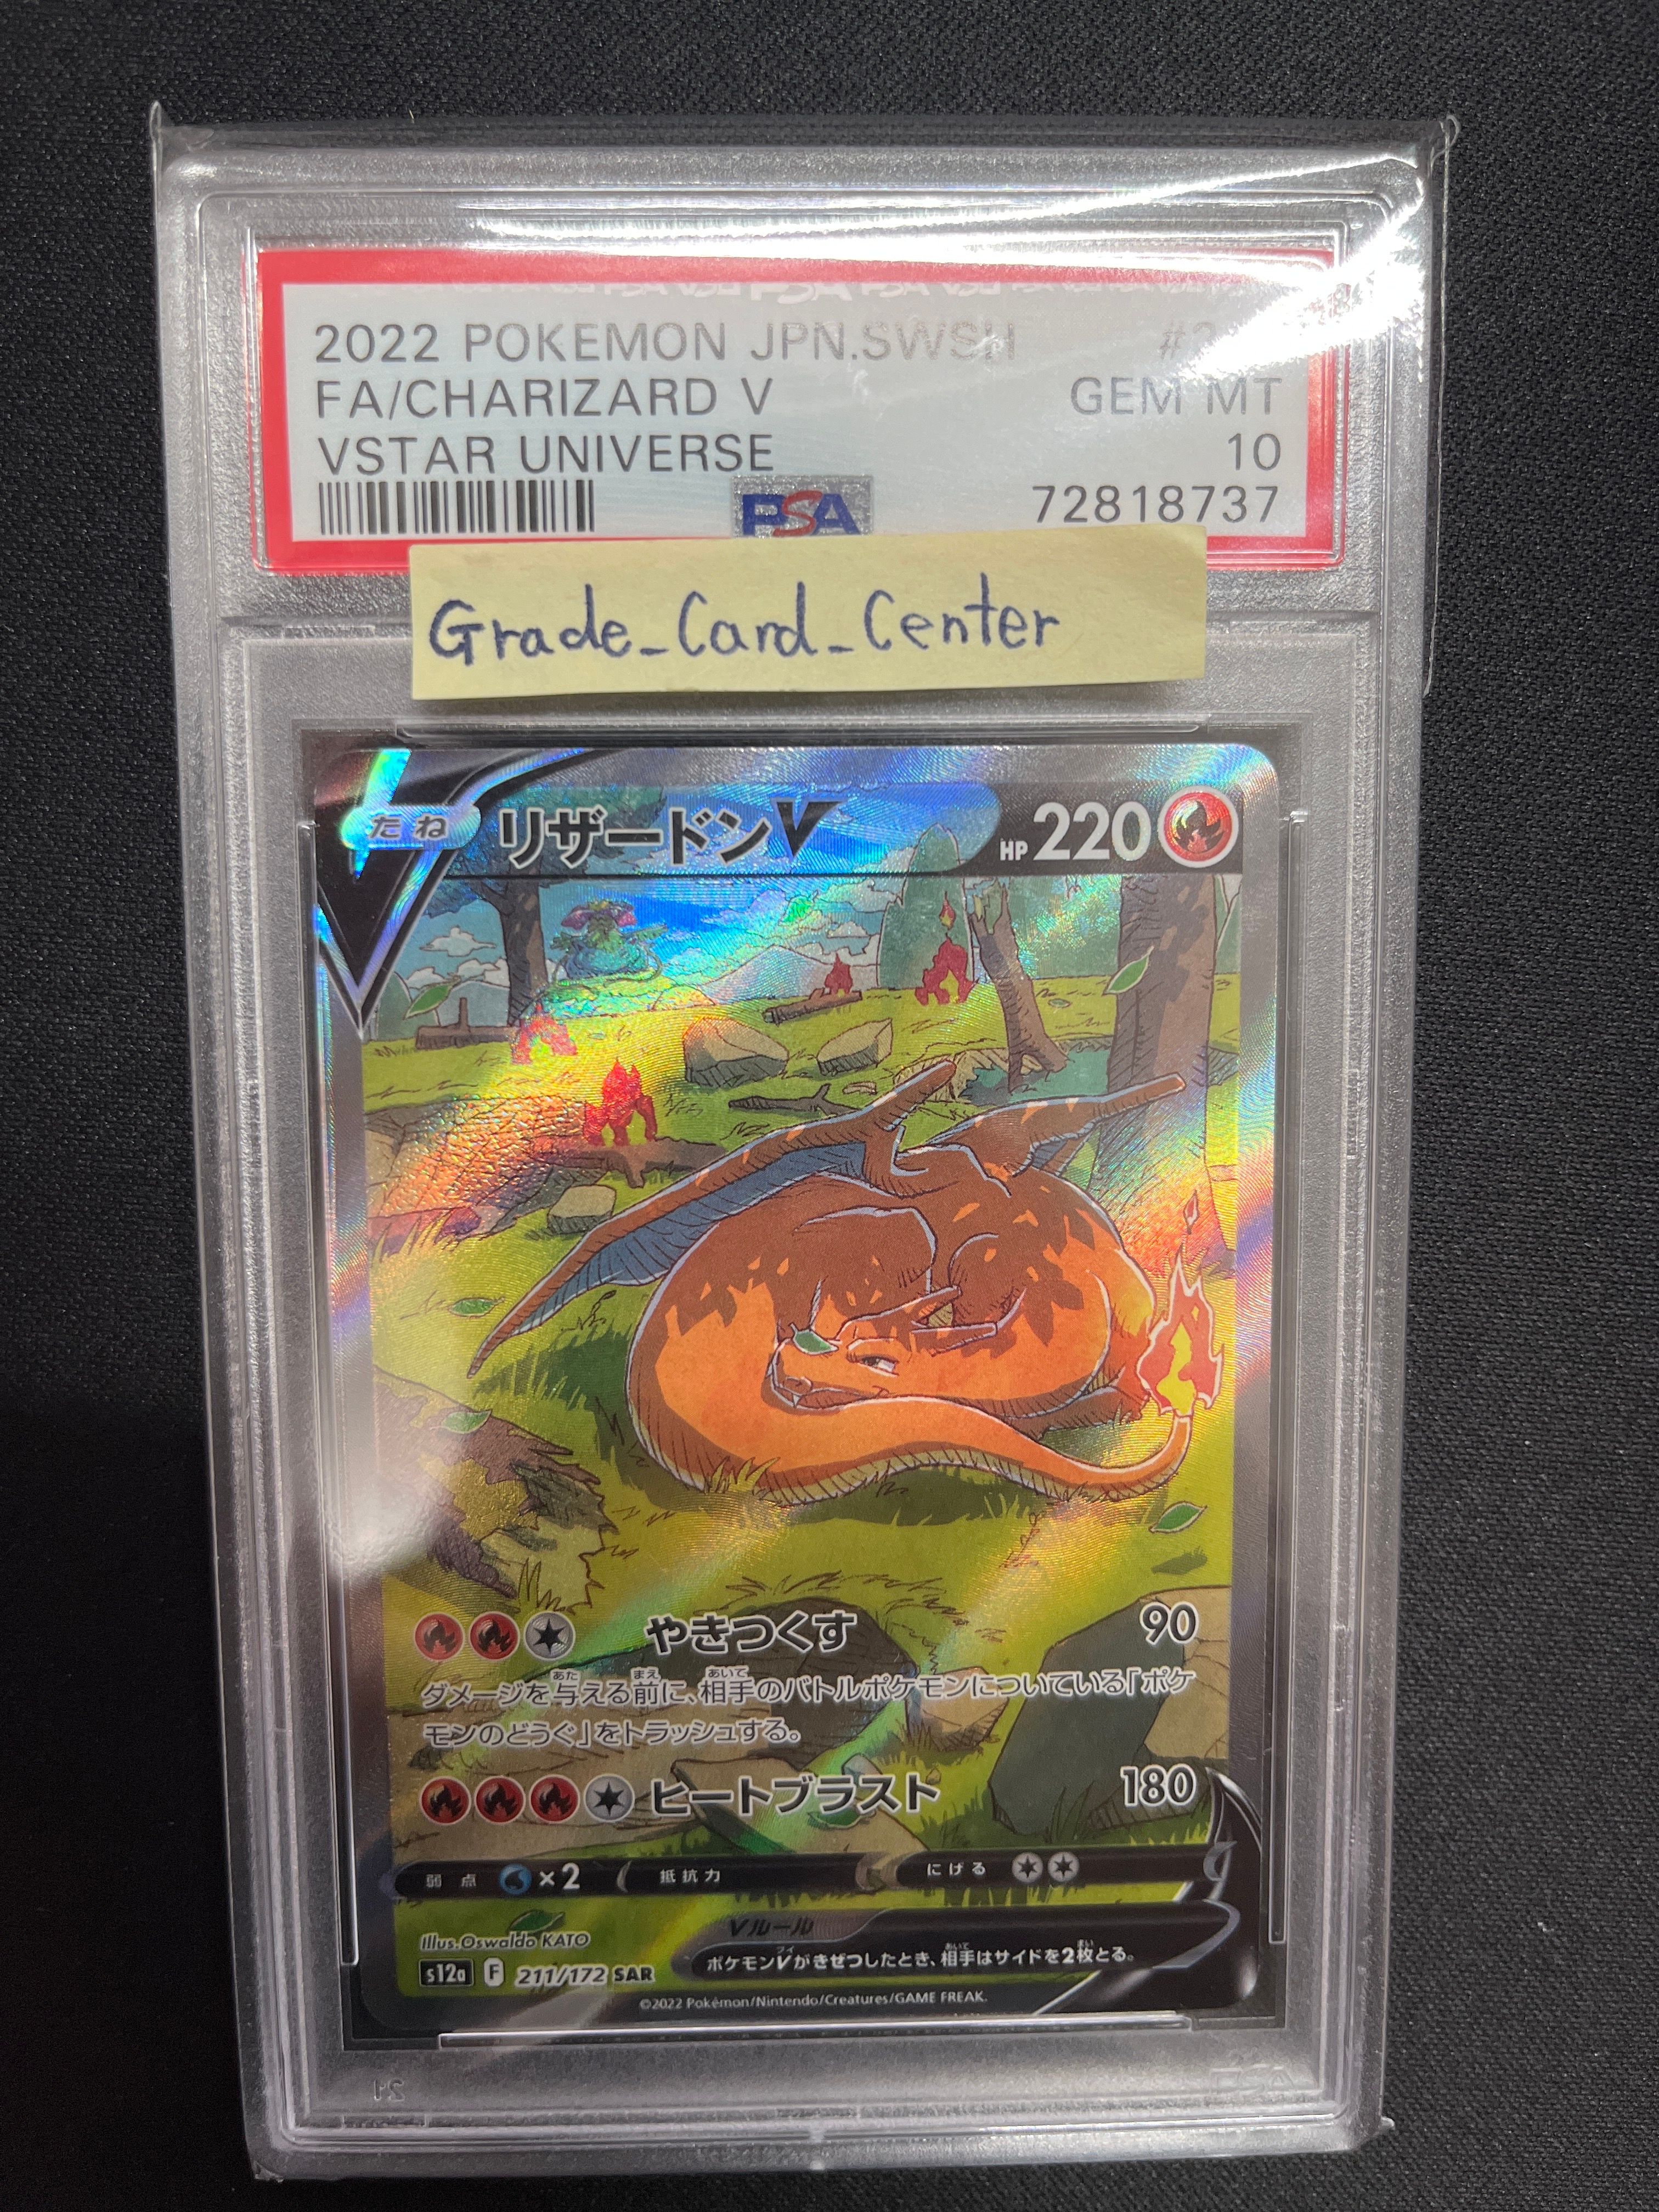 2022 POKEMON JPN.SWSH
FA/CHARIZARD V GEM MT
VSTAR UNIVERSE 10
PSA 72818737
Grade_Card_Center
たね リザードンV HP 220
やきつくす 90
ダメージを与える前に、相手のバトルポケモンについている「ポケ
モンのどうぐ」をトラッシュする。
ヒートブラスト 180
弱点 ×2 抵抗力 にげる
Illus.Oswaldo KATO
Vルール
ポケモンVがきぜつしたとき、相手はサイドを2枚とる。
s12a F 211/172 SAR
©2022 Pokémon/Nintendo/Creatures/GAME FREAK.